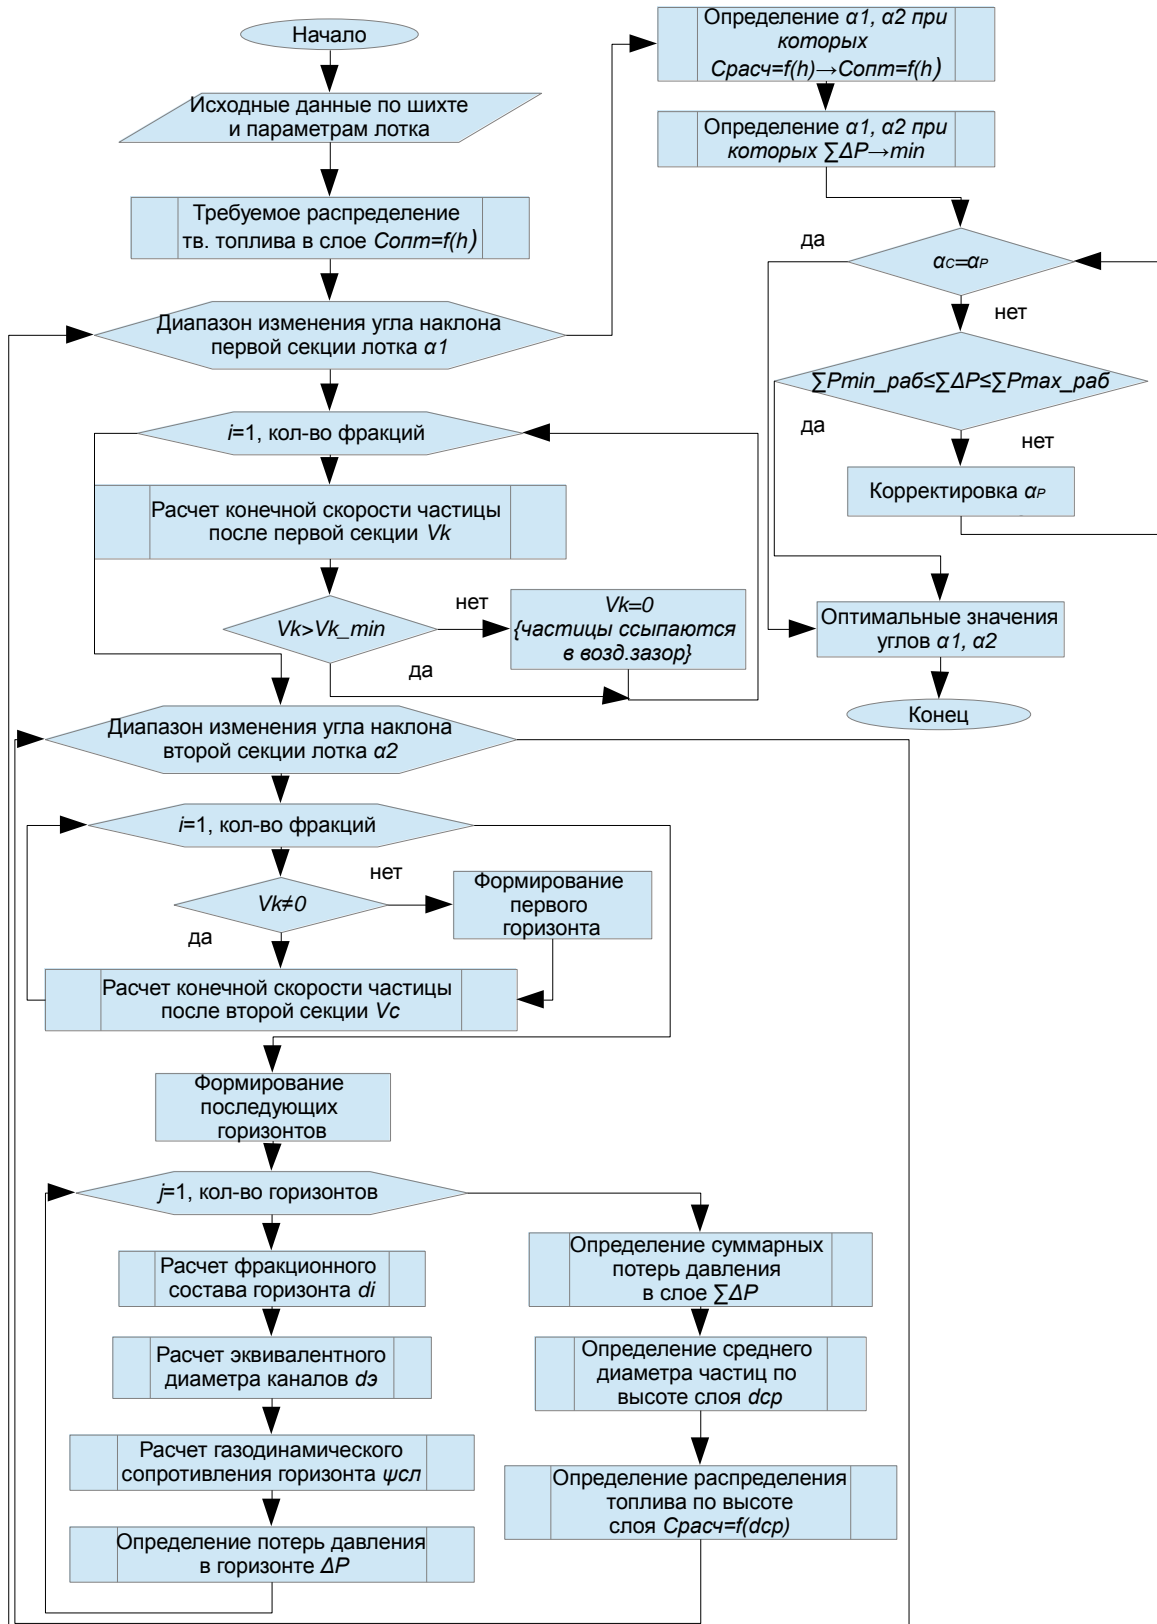 Начало
Исходные данные по шихте
и параметрам лотка
Требуемое распределение
тв. топлива в слое Сопт=f(h)
Диапазон изменения угла наклона
первой секции лотка α1
i=1, кол-во фракций
Расчет конечной скорости частицы
после первой секции Vk
Vk>Vk_min
нет
да
Vk=0
{частицы ссыпаются
в возд.зазор}
Диапазон изменения угла наклона
второй секции лотка α2
i=1, кол-во фракций
Vk≠0
нет
да
Формирование
первого
горизонта
Расчет конечной скорости частицы
после второй секции Vc
Формирование
последующих
горизонтов
j=1, кол-во горизонтов
Расчет фракционного
состава горизонта di
Расчет эквивалентного
диаметра каналов dэ
Расчет газодинамического
сопротивления горизонта ψсл
Определение потерь давления
в горизонте ΔP
Определение суммарных
потерь давления
в слое ∑ΔP
Определение среднего
диаметра частиц по
высоте слоя dcp
Определение распределения
топлива по высоте
слоя Cрасч=f(dcp)
Определение α1, α2 при
которых
Срасч=f(h)→Сопт=f(h)
Определение α1, α2 при
которых ∑ΔP→min
да
αC=αP
нет
∑Pmin_раб≤∑ΔP≤∑Pmax_раб
да
нет
Корректировка αP
Оптимальные значения
углов α1, α2
Конец